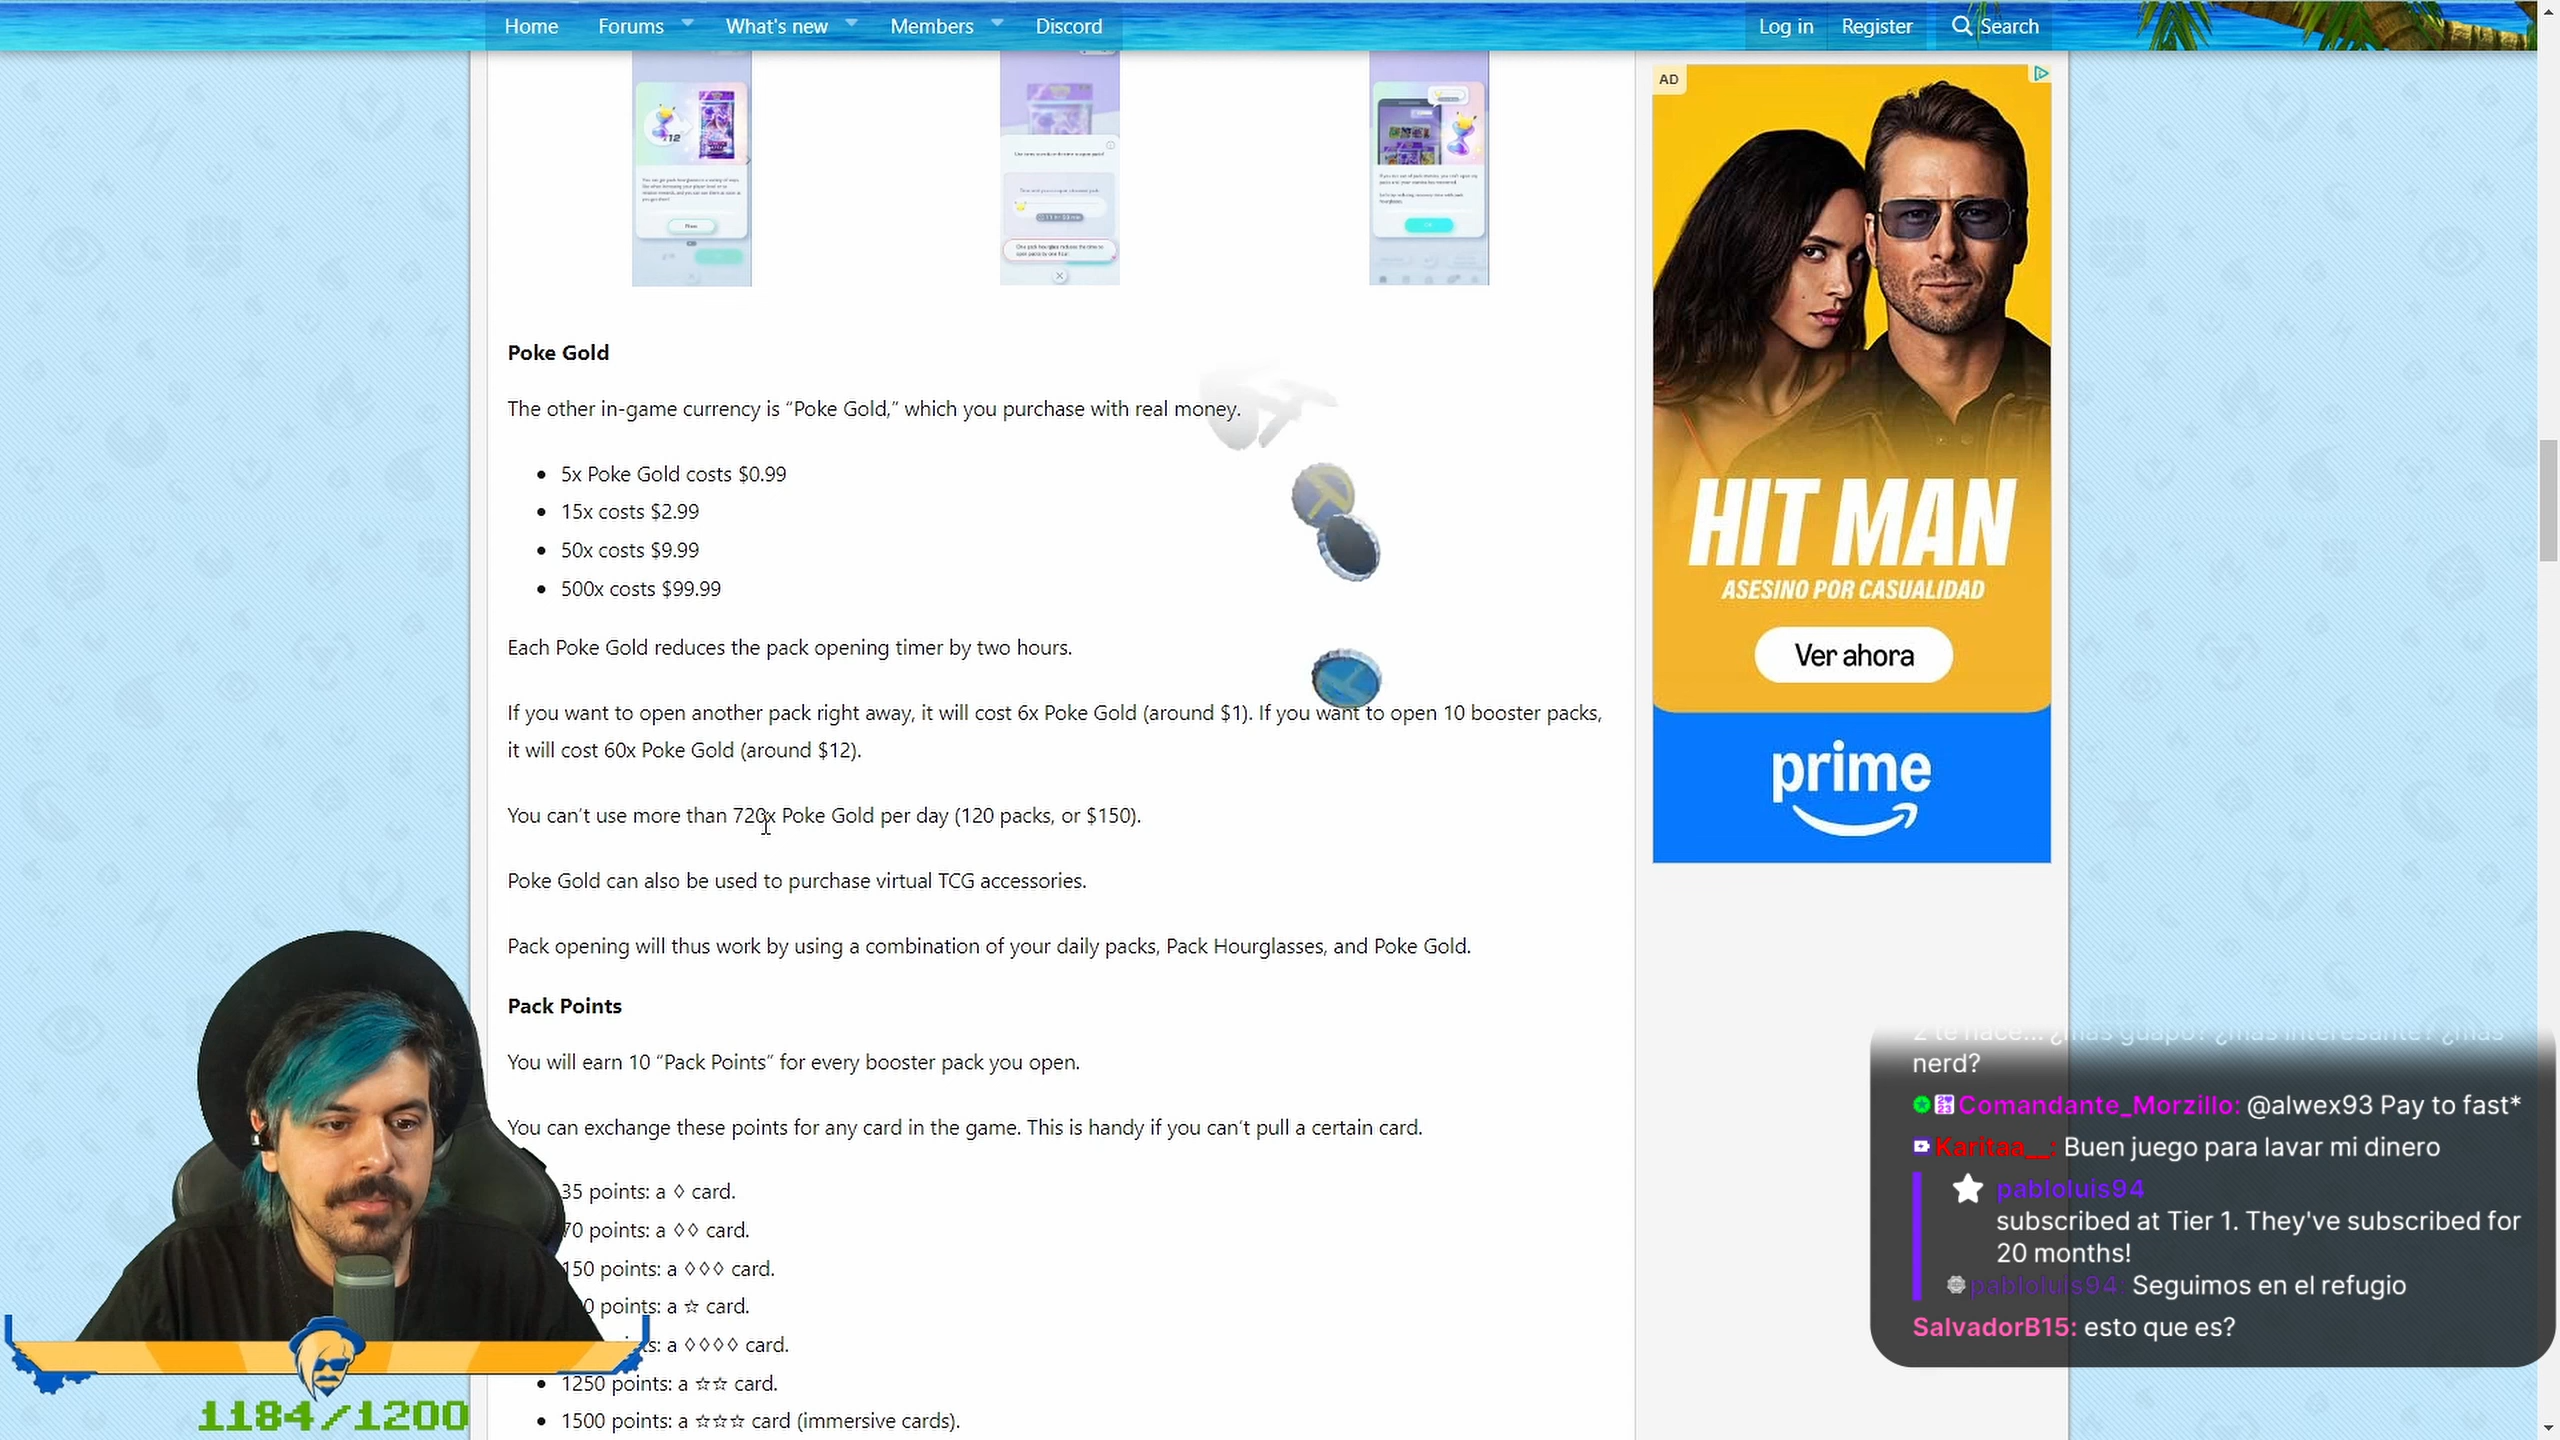 Home Forums What's new Members Discord Log in Register Search
x12
Poke Gold
The other in-game currency is “Poke Gold,” which you purchase with real money.
• 5x Poke Gold costs $0.99
• 15x costs $2.99
• 50x costs $9.99
• 500x costs $99.99
Each Poke Gold reduces the pack opening timer by two hours.
If you want to open another pack right away, it will cost 6x Poke Gold (around $1). If you want to open 10 booster packs,
it will cost 60x Poke Gold (around $12).
You can’t use more than 720x Poke Gold per day (120 packs, or $150).
Poke Gold can also be used to purchase virtual TCG accessories.
Pack opening will thus work by using a combination of your daily packs, Pack Hourglasses, and Poke Gold.
Pack Points
You will earn 10 “Pack Points” for every booster pack you open.
You can exchange these points for any card in the game. This is handy if you can’t pull a certain card.
35 points: a ◊ card.
70 points: a ◊◊ card.
150 points: a ◊◊◊ card.
points: a ☆ card.
a ◊◊◊◊ card.
• 1250 points: a ☆☆ card.
• 1500 points: a ☆☆☆ card (immersive cards).
AD
HIT MAN
ASESINO POR CASUALIDAD
Ver ahora
prime
2 te hace... ¿más guapo? ¿más interesante? ¿más
nerd?
Comandante_Morzillo: @alwex93 Pay to fast*
Karitaa__: Buen juego para lavar mi dinero
pabloluis94
subscribed at Tier 1. They've subscribed for
20 months!
pabloluis94: Seguimos en el refugio
SalvadorB15: esto que es?
1184/1200